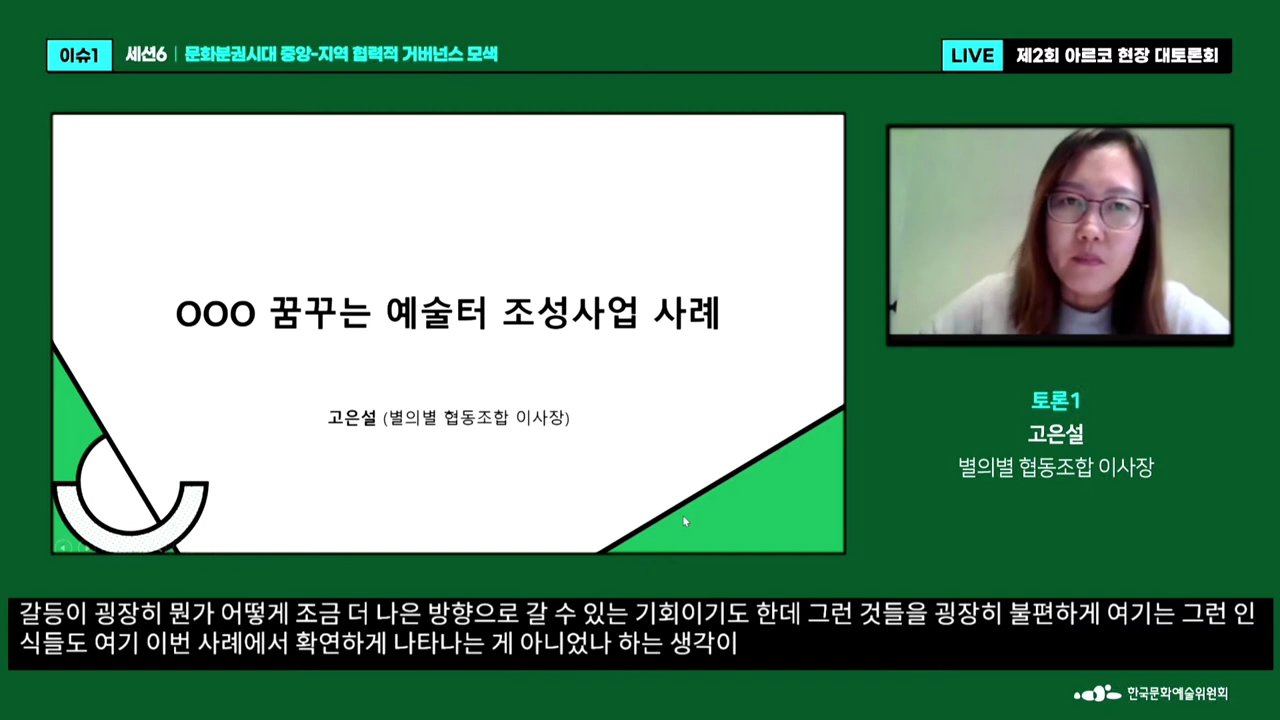 이슈1
세션6 | 문화분권시대 중앙-지역 협력적 거버넌스 모색
LIVE
제2회 아르코 현장 대토론회
OOO 꿈꾸는 예술터 조성사업 사례
고은설 (별의별 협동조합 이사장)
토론1
고은설
별의별 협동조합 이사장
갈등이 굉장히 뭔가 어떻게 조금 더 나은 방향으로 갈 수 있는 기회이기도 한데 그런 것들을 굉장히 불편하게 여기는 그런 인
식들도 여기 이번 사례에서 확연하게 나타나는 게 아니었나 하는 생각이
한국문화예술위원회